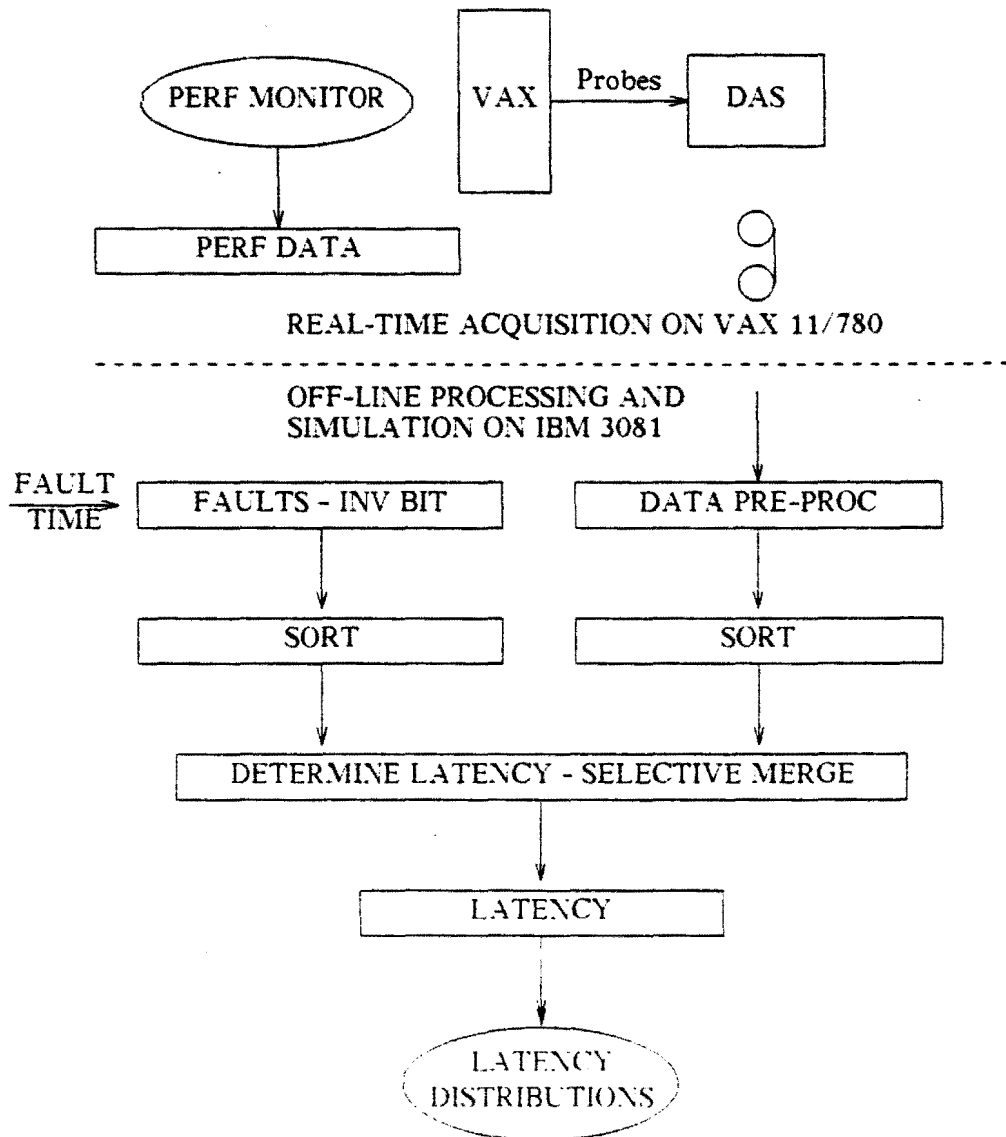 PERF MONITOR
VAX
Probes
DAS
PERF DATA
REAL-TIME ACQUISITION ON VAX 11/780
OFF-LINE PROCESSING AND
SIMULATION ON IBM 3081
FAULT
TIME
FAULTS - INV BIT
DATA PRE-PROC
SORT
SORT
DETERMINE LATENCY - SELECTIVE MERGE
LATENCY
LATENCY
DISTRIBUTIONS